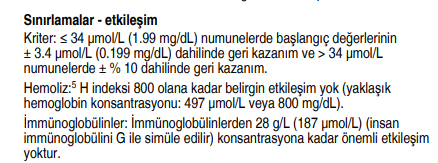 Sınırlamalar - etkileşim
Kriter: ≤ 34 µmol/L (1.99 mg/dL) numunelerde başlangıç değerlerinin
± 3.4 µmol/L (0.199 mg/dL) dahilinde geri kazanım ve > 34 µmol/L
numunelerde ± % 10 dahilinde geri kazanım.
Hemoliz:⁵ H indeksi 800 olana kadar belirgin etkileşim yok (yaklaşık
hemoglobin konsantrasyonu: 497 µmol/L veya 800 mg/dL).
İmmünoglobülinler: İmmünoglobülinlerden 28 g/L (187 µmol/L) (insan
immünoglobülini G ile simüle edilir) konsantrasyona kadar önemli etkileşim
yoktur.